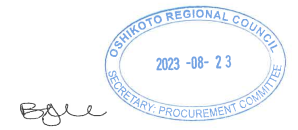 OSHIKOTO REGIONAL COUNCIL
2023 -08- 23
SECRETARY: PROCUREMENT COMMITTEE